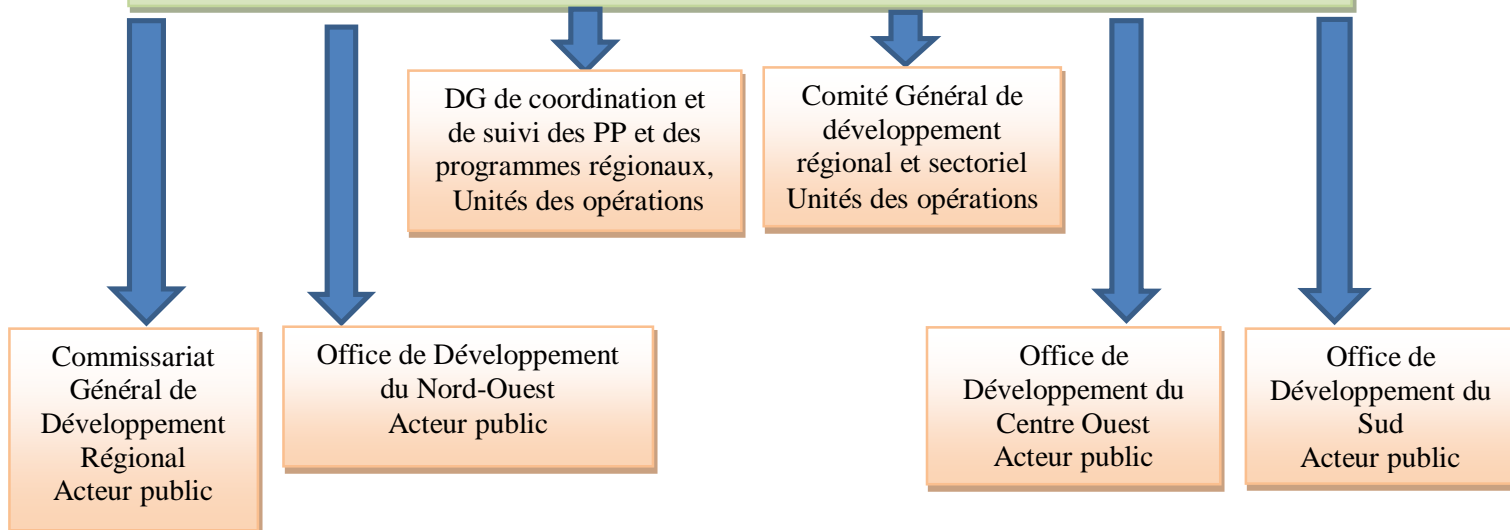 DG de coordination et
de suivi des PP et des
programmes régionaux,
Unités des opérations
Comité Général de
développement
régional et sectoriel
Unités des opérations
Commissariat
Général de
Développement
Régional
Acteur public
Office de Développement
du Nord-Ouest
Acteur public
Office de
Développement du
Centre Ouest
Acteur public
Office de
Développement du
Sud
Acteur public